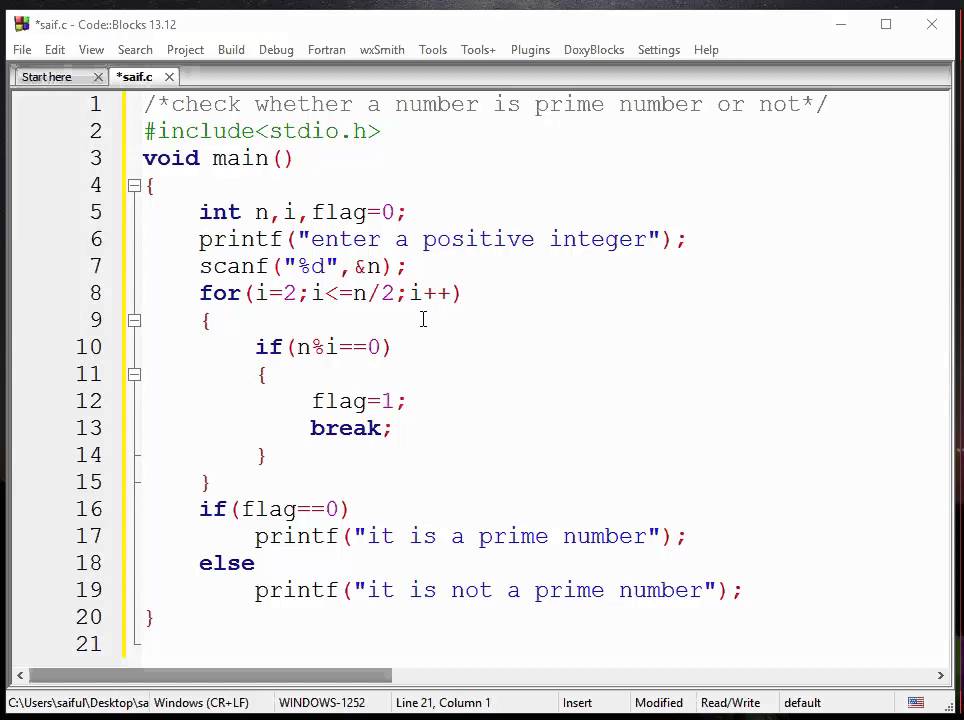 *saif.c - Code::Blocks 13.12
File Edit View Search Project Build Debug Fortran wxSmith Tools Tools+ Plugins DoxyBlocks Settings Help
Start here *saif.c
1 /*check whether a number is prime number or not*/
2 #include<stdio.h>
3 void main()
4 {
5 int n,i,flag=0;
6 printf("enter a positive integer");
7 scanf("%d",&n);
8 for(i=2;i<=n/2;i++)
9 {
10 if(n%i==0)
11 {
12 flag=1;
13 break;
14 }
15 }
16 if(flag==0)
17 printf("it is a prime number");
18 else
19 printf("it is not a prime number");
20 }
21
C:\Users\saiful\Desktop\sa Windows (CR+LF) WINDOWS-1252 Line 21, Column 1 Insert Modified Read/Write default